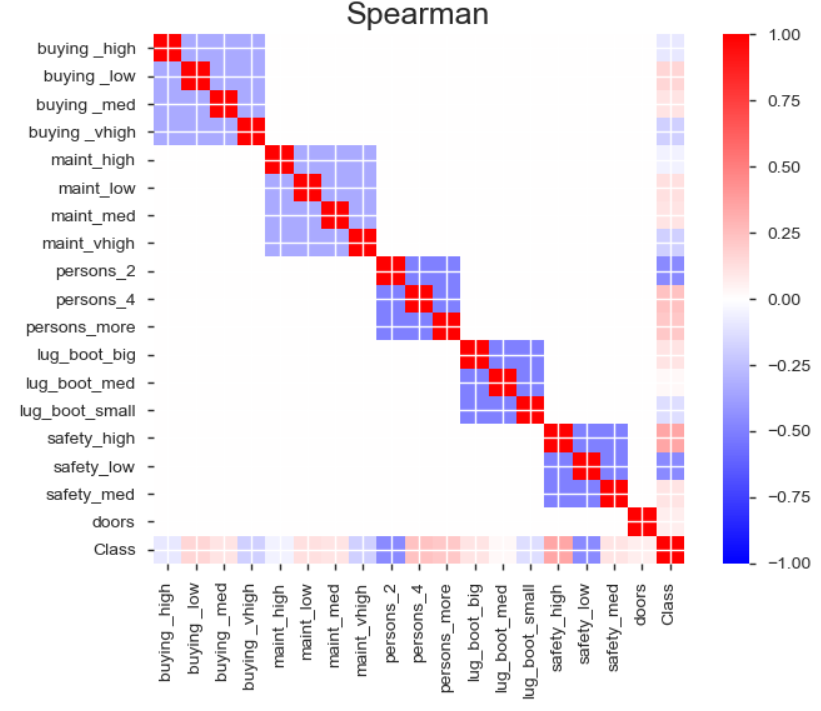 Spearman
buying _high
buying _low
buying _med
buying _vhigh
maint_high
maint_low
maint_med
maint_vhigh
persons_2
persons_4
persons_more
lug_boot_big
lug_boot_med
lug_boot_small
safety_high
safety_low
safety_med
doors
Class
buying _high
buying _low
buying _med
buying _vhigh
maint_high
maint_low
maint_med
maint_vhigh
persons_2
persons_4
persons_more
lug_boot_big
lug_boot_med
lug_boot_small
safety_high
safety_low
safety_med
doors
Class
1.00
0.75
0.50
0.25
0.00
−0.25
−0.50
−0.75
−1.00